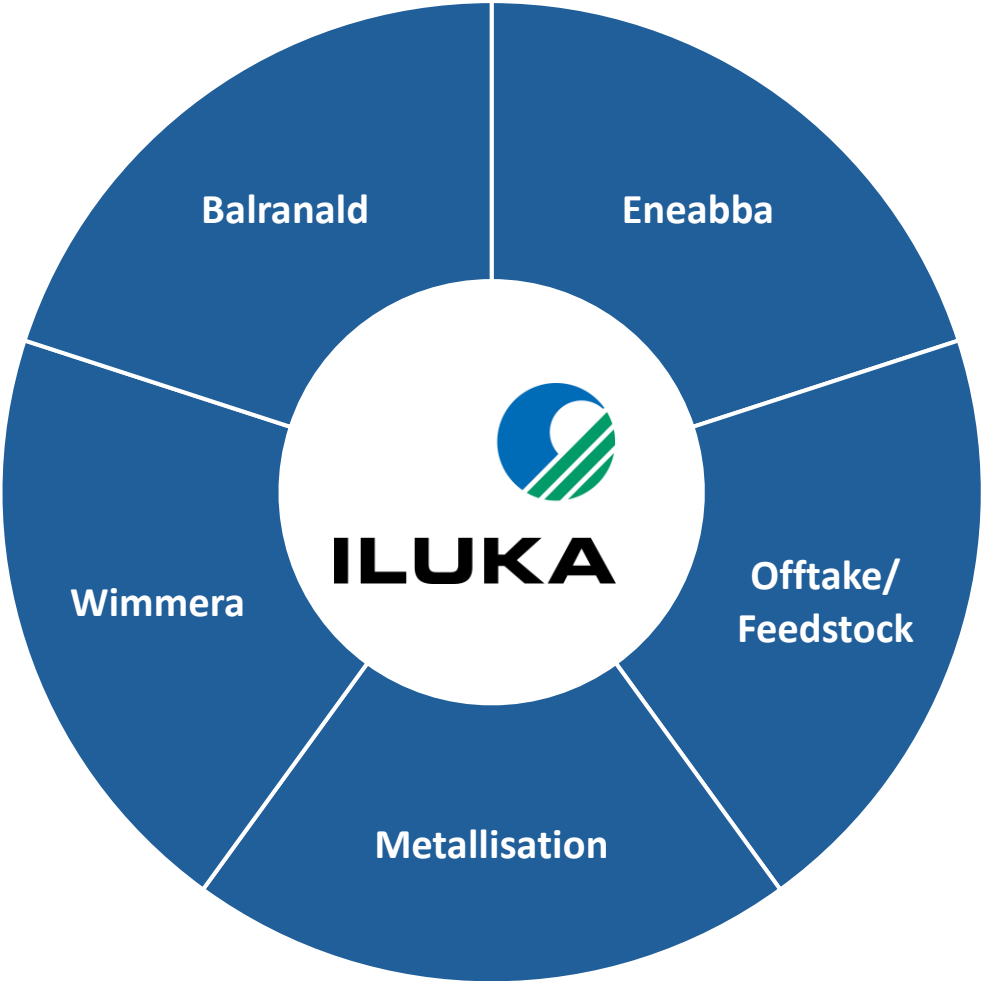 Balranald
Eneabba
ILUKA
Wimmera
Offtake/
Feedstock
Metallisation